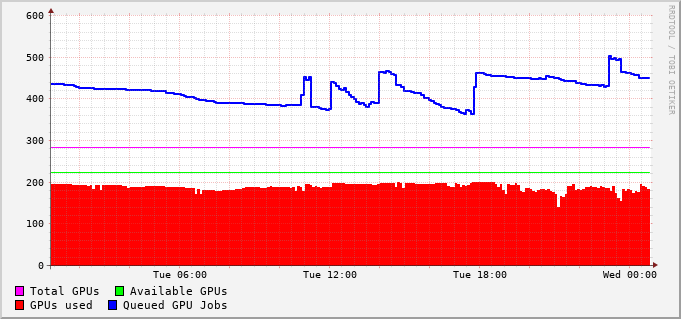 600
500
400
300
200
100
0
Tue 06:00 Tue 12:00 Tue 18:00 Wed 00:00
Total GPUs Available GPUs
GPUs used Queued GPU Jobs
RRDTOOL / TOBI OETIKER